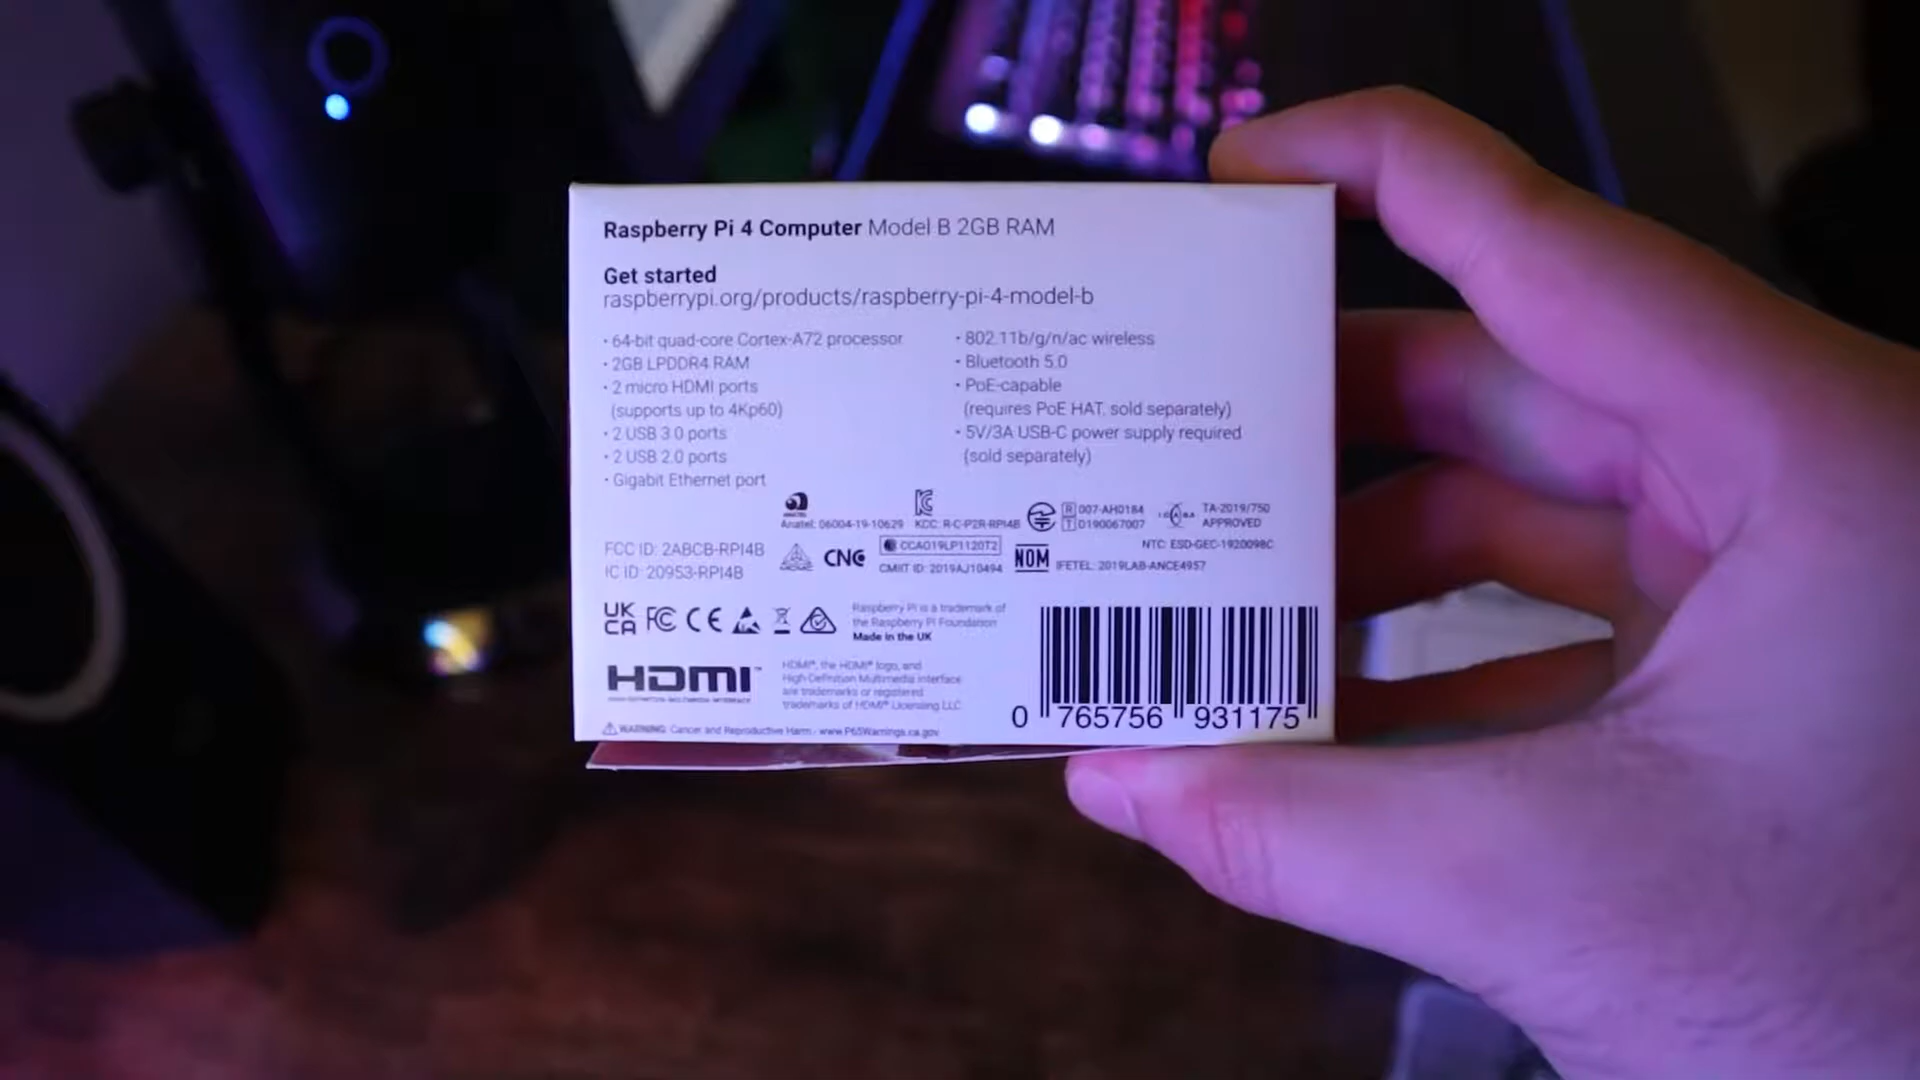 Raspberry Pi 4 Computer Model B 2GB RAM
Get started
raspberrypi.org/products/raspberry-pi-4-model-b
· 64-bit quad-core Cortex-A72 processor
· 2GB LPDDR4 RAM
· 2 micro HDMI ports
(supports up to 4Kp60)
· 2 USB 3.0 ports
· 2 USB 2.0 ports
· Gigabit Ethernet port
· 802.11b/g/n/ac wireless
· Bluetooth 5.0
· PoE-capable
(requires PoE HAT, sold separately)
· 5V/3A USB-C power supply required
(sold separately)
Anatel: 06004-19-10629
KCC: R-C-P2R-RPI4B
R 007-AH0184
T D190067007
TA-2019/750
APPROVED
FCC ID: 2ABCB-RPI4B
IC ID: 20953-RPI4B
CNC
CCAO19LP1120T2
CMIIT ID: 2019AJ10494
NOM
NTC: ESD-GEC-1920098C
IFETEL: 2019LAB-ANCE4957
UK
CA
FC CE
Raspberry Pi is a trademark of
the Raspberry Pi Foundation
Made in the UK
HDMI™
HIGH-DEFINITION MULTIMEDIA INTERFACE
HDMI®, the HDMI® logo, and
High-Definition Multimedia Interface
are trademarks or registered
trademarks of HDMI® Licensing LLC
WARNING: Cancer and Reproductive Harm - www.P65Warnings.ca.gov
0 765756 931175